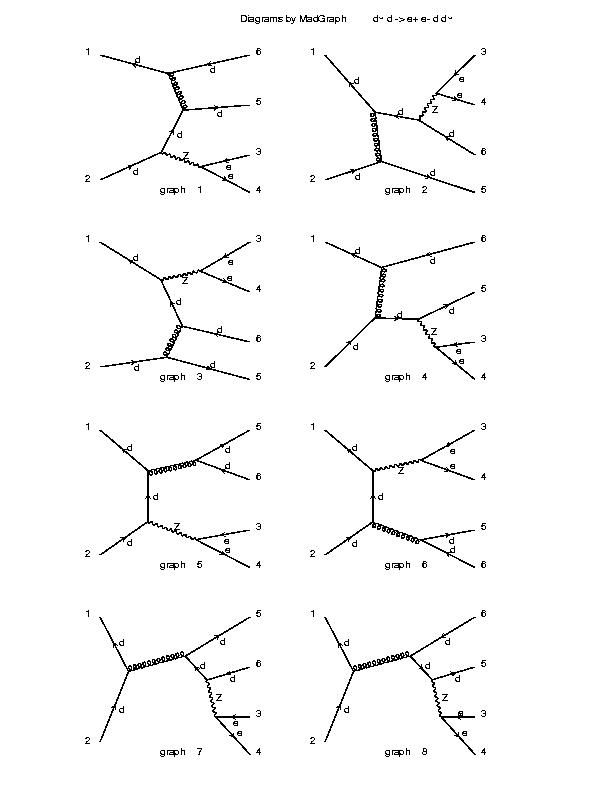 Diagrams by MadGraph d~ d -> e+ e- d d~
1 d d 6
d 5
d
2 d Z e 3
e 4
graph 1
1 d e 3
Z e 4
d d 6
2 d d 5
graph 2
1 d e 3
Z e 4
d
d 6
2 d d 5
graph 3
1 d d 6
d d 5
Z e 3
2 d e 4
graph 4
1 d d 5
d 6
d
Z e 3
2 d e 4
graph 5
1 d e 3
Z e 4
d
d 5
2 d d 6
graph 6
1 d d 5
d d 6
d Z
e 3
2 e 4
graph 7
1 d d 6
d d 5
d Z
e 3
2 e 4
graph 8